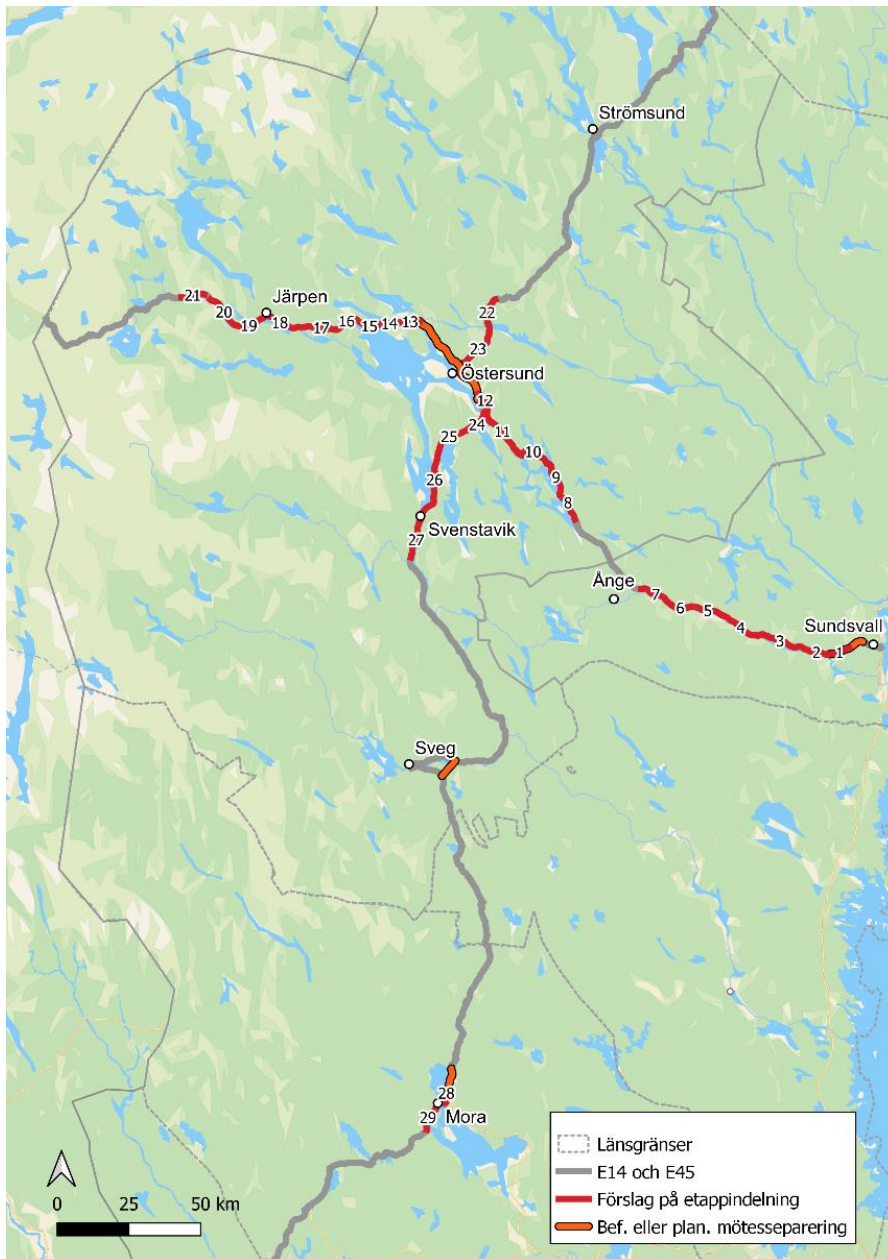 Strömsund
21
Järpen
22
20
19
18
17
16
15
14
13
23
Östersund
12
24
11
25
10
26
9
8
Svenstavik
27
Ånge
7
6
5
4
3
2
1
Sundsvall
Sveg
28
Mora
29
Länsgränser
E14 och E45
Förslag på etappindelning
Bef. eller plan. mötesseparering
0 25 50 km